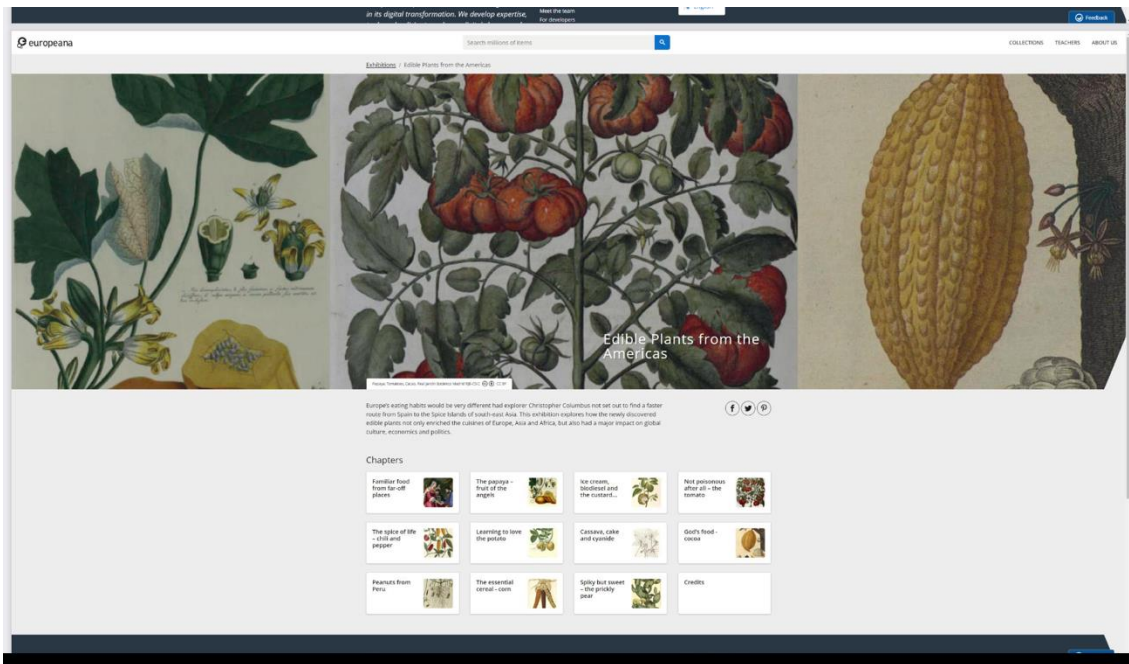 in its digital transformation. We develop expertise,
Meet the team
For developers
English
Feedback
europeana
Search millions of items
COLLECTIONS
TEACHERS
ABOUT US
Exhibitions / Edible Plants from the Americas
Edible Plants from the
Americas
CC BY
Europe's eating habits would be very different had explorer Christopher Columbus not set out to find a faster
route from Spain to the Spice Islands of south-east Asia. This exhibition explores how the newly discovered
edible plants not only enriched the cuisines of Europe, Asia and Africa, but also had a major impact on global
culture, economics and politics.
Chapters
Familiar food
from far-off
places
The papaya –
fruit of the
angels
Ice cream,
biodiesel and
the custard...
Not poisonous
after all – the
tomato
The spice of life
– chili and
pepper
Learning to love
the potato
Cassava, cake
and cyanide
God's food -
cocoa
Peanuts from
Peru
The essential
cereal - corn
Spiky but sweet
– the prickly
pear
Credits